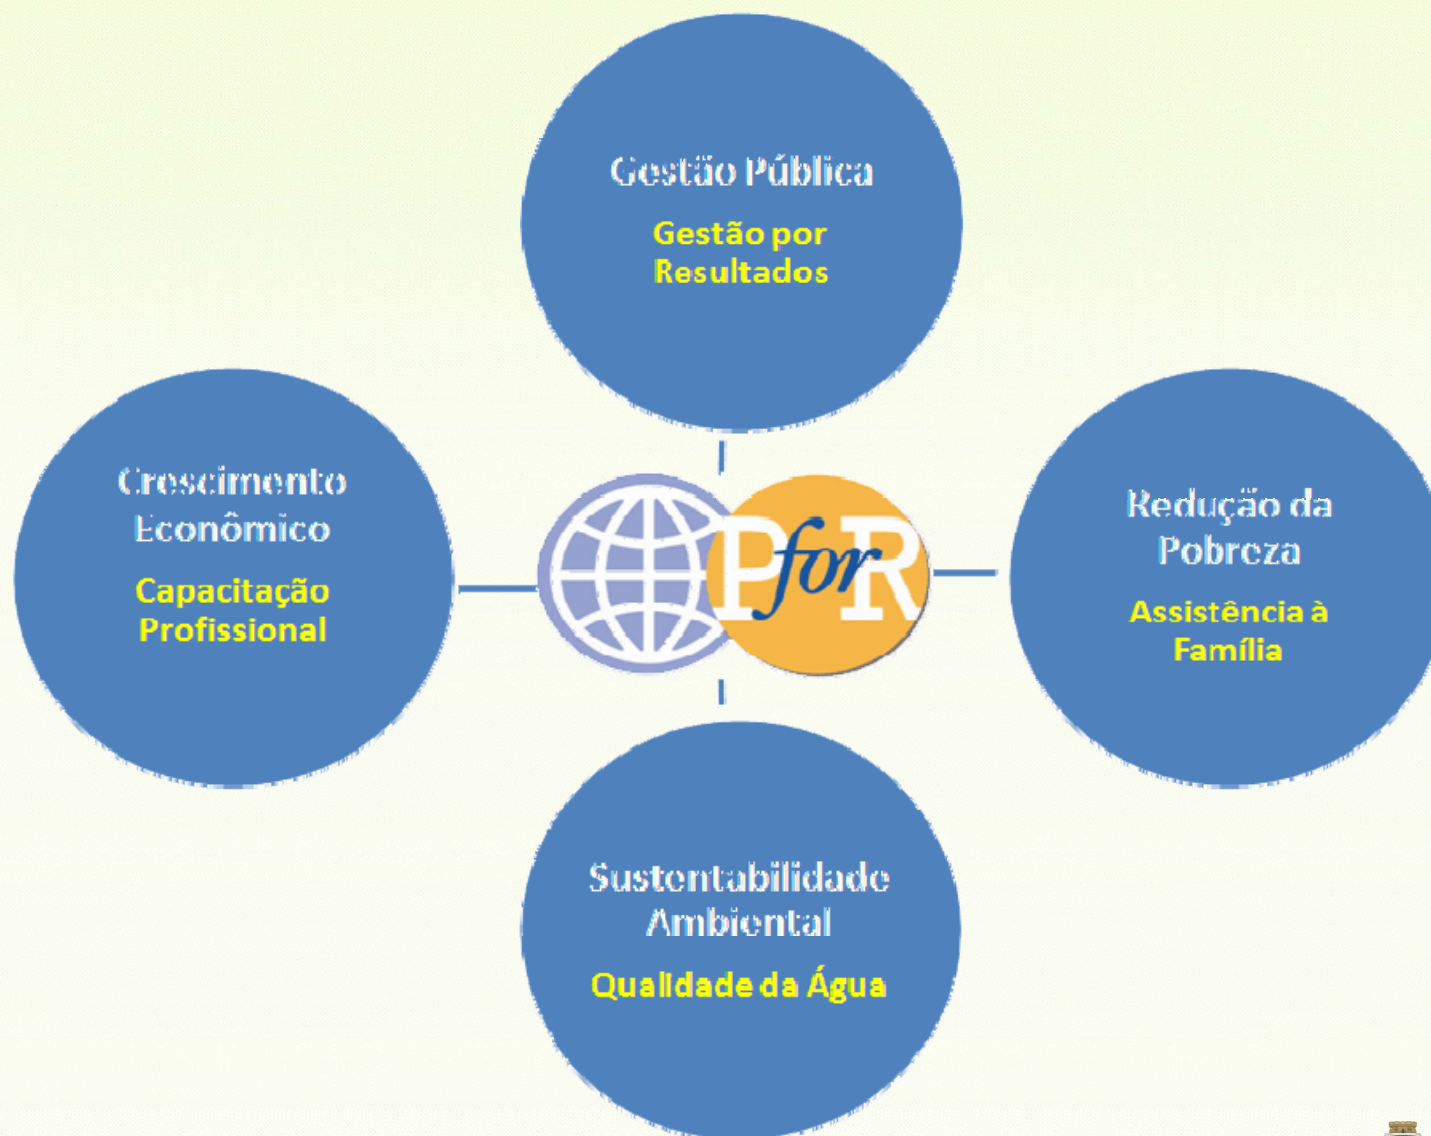 Gestão Pública
Gestão por
Resultados
Crescimento
Econômico
Capacitação
Profissional
PforR
Redução da
Pobreza
Assistência à
Família
Sustentabilidade
Ambiental
Qualidade da Água